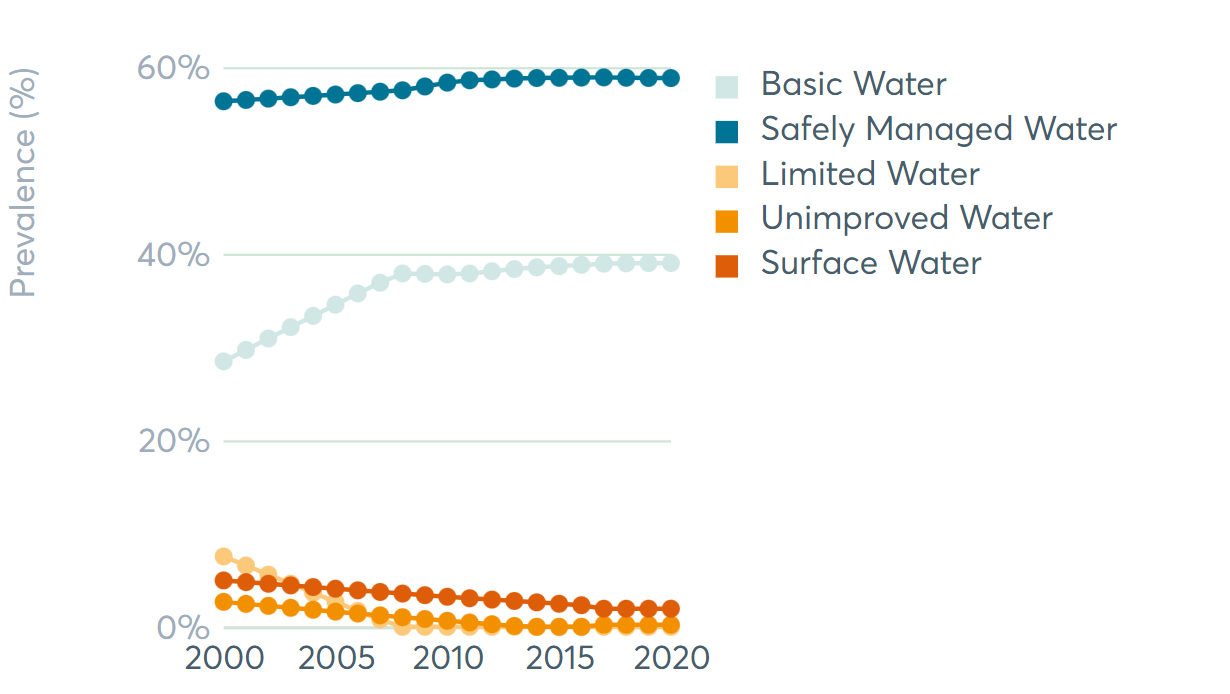 Prevalence (%)
60%
40%
20%
0%
2000 2005 2010 2015 2020
Basic Water
Safely Managed Water
Limited Water
Unimproved Water
Surface Water